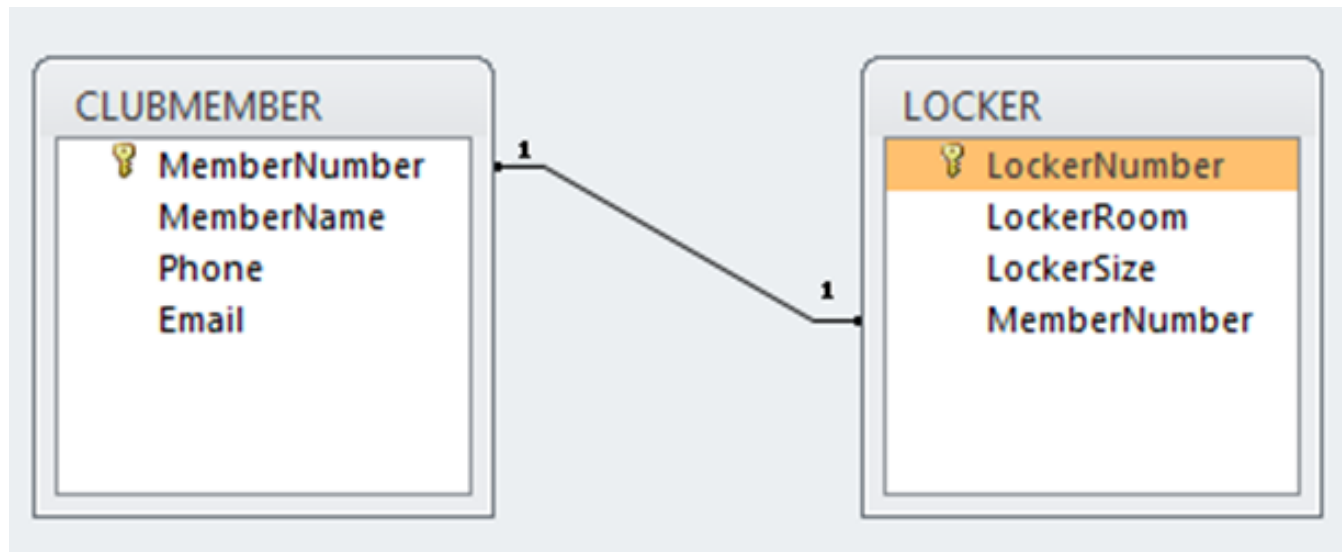 CLUBMEMBER
MemberNumber
MemberName
Phone
Email
1
1
LOCKER
LockerNumber
LockerRoom
LockerSize
MemberNumber